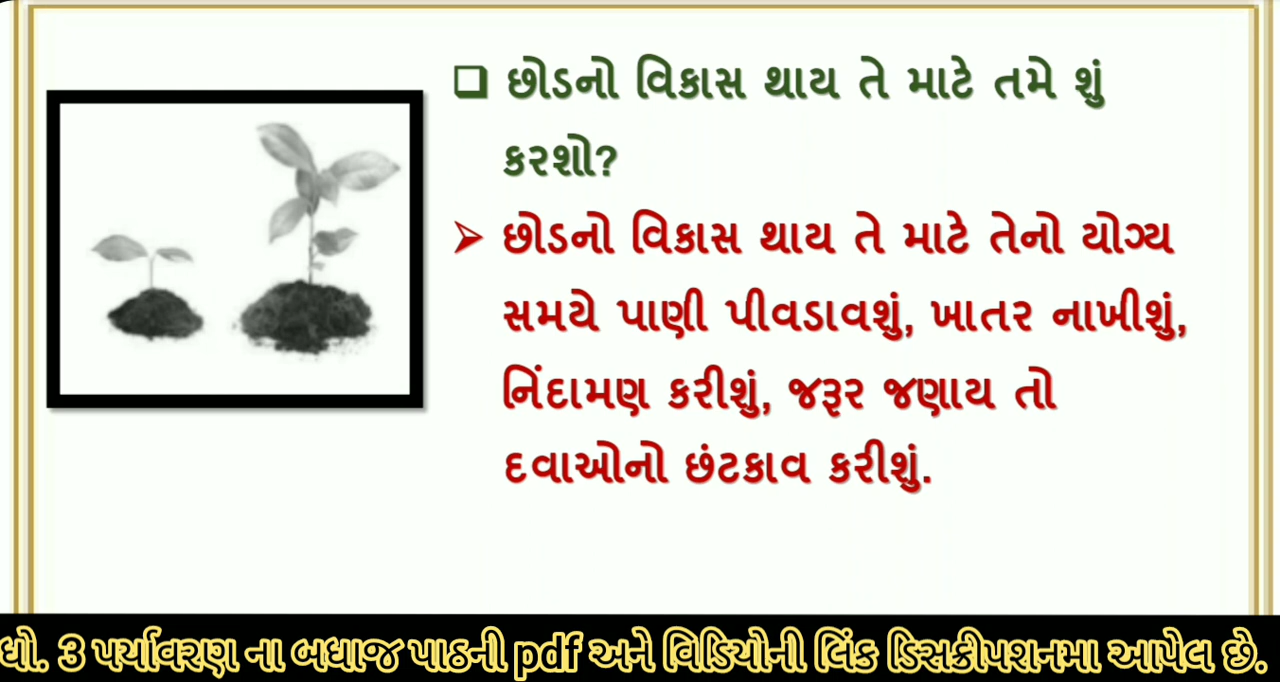 છોડનો વિકાસ થાય તે માટે તમે શું
કરશો?
છોડનો વિકાસ થાય તે માટે તેનો યોગ્ય
સમયે પાણી પીવડાવશું, ખાતર નાખીશું,
નિંદામણ કરીશું, જરૂર જણાય તો
દવાઓનો છંટકાવ કરીશું.
ધો. 3 પર્યાવરણ ના બધાજ પાઠની pdf અને વિડિયોની લિંક ડિસક્રીપશનમા આપેલ છે.